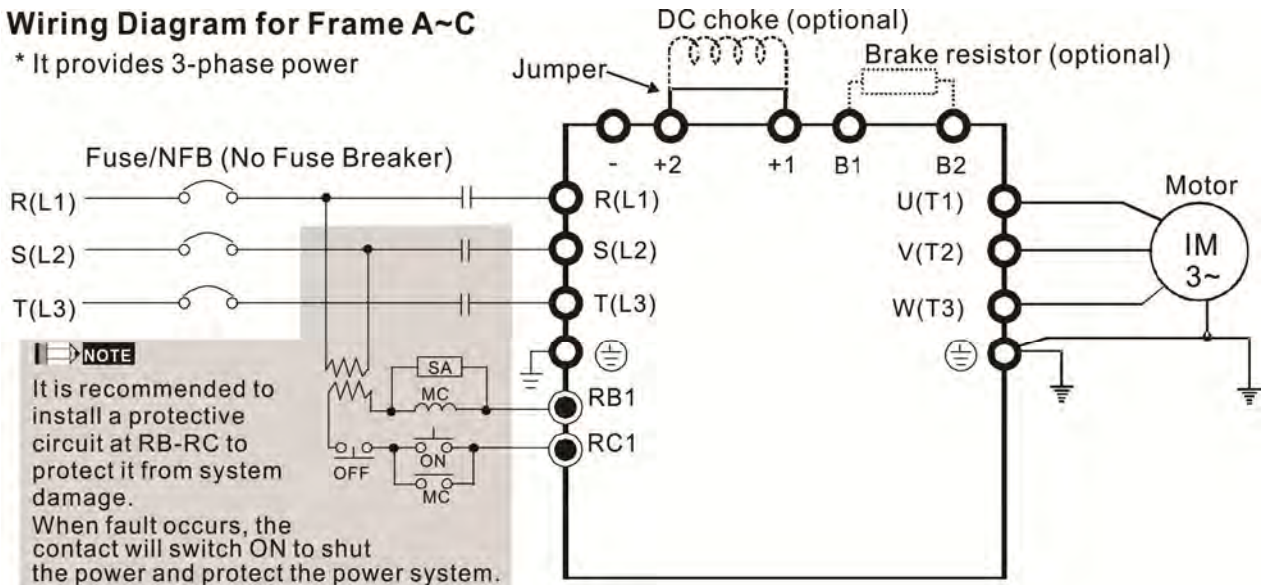 Wiring Diagram for Frame A~C
* It provides 3-phase power
DC choke (optional)
Jumper
Brake resistor (optional)
- +2 +1 B1 B2
Fuse/NFB (No Fuse Breaker)
R(L1)
S(L2)
T(L3)
R(L1)
S(L2)
T(L3)
U(T1)
V(T2)
W(T3)
Motor
IM
3~
NOTE
It is recommended to
install a protective
circuit at RB-RC to
protect it from system
damage.
When fault occurs, the
contact will switch ON to shut
the power and protect the power system.
SA
MC
RB1
OFF
ON
MC
RC1